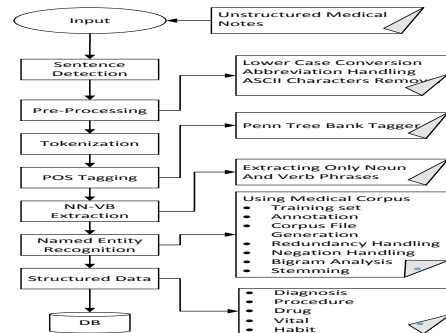 Input
Unstructured Medical
Notes
Sentence
Detection
Lower Case Conversion
Abbreviation Handling
ASCII Characters
Pre-Processing
Tokenization
Penn Tree Bank Tagger
POS Tagging
Extracting Only Noun
And Verb Phrases
NN-VB
Extraction
Using Medical Corpus
• Training set
• Annotation
• Corpus File
Generation
• Redundancy Handling
• Negation Handling
• Bigram Analysis
• Stemming
Named Entity
Recognition
Structured Data
• Diagnosis
• Procedure
• Drug
• Vital
• Habit
DB